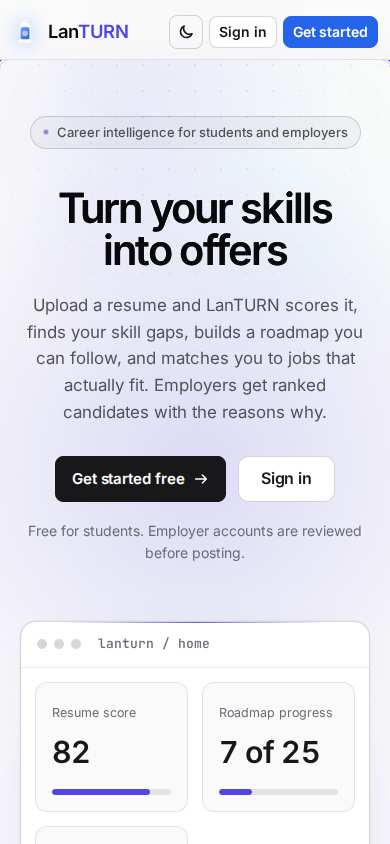 LanTURN
Sign in
Get started
Career intelligence for students and employers
Turn your skills
into offers
Upload a resume and LanTURN scores it,
finds your skill gaps, builds a roadmap you
can follow, and matches you to jobs that
actually fit. Employers get ranked
candidates with the reasons why.
Get started free →
Sign in
Free for students. Employer accounts are reviewed
before posting.
lanturn / home
Resume score
82
Roadmap progress
7 of 25